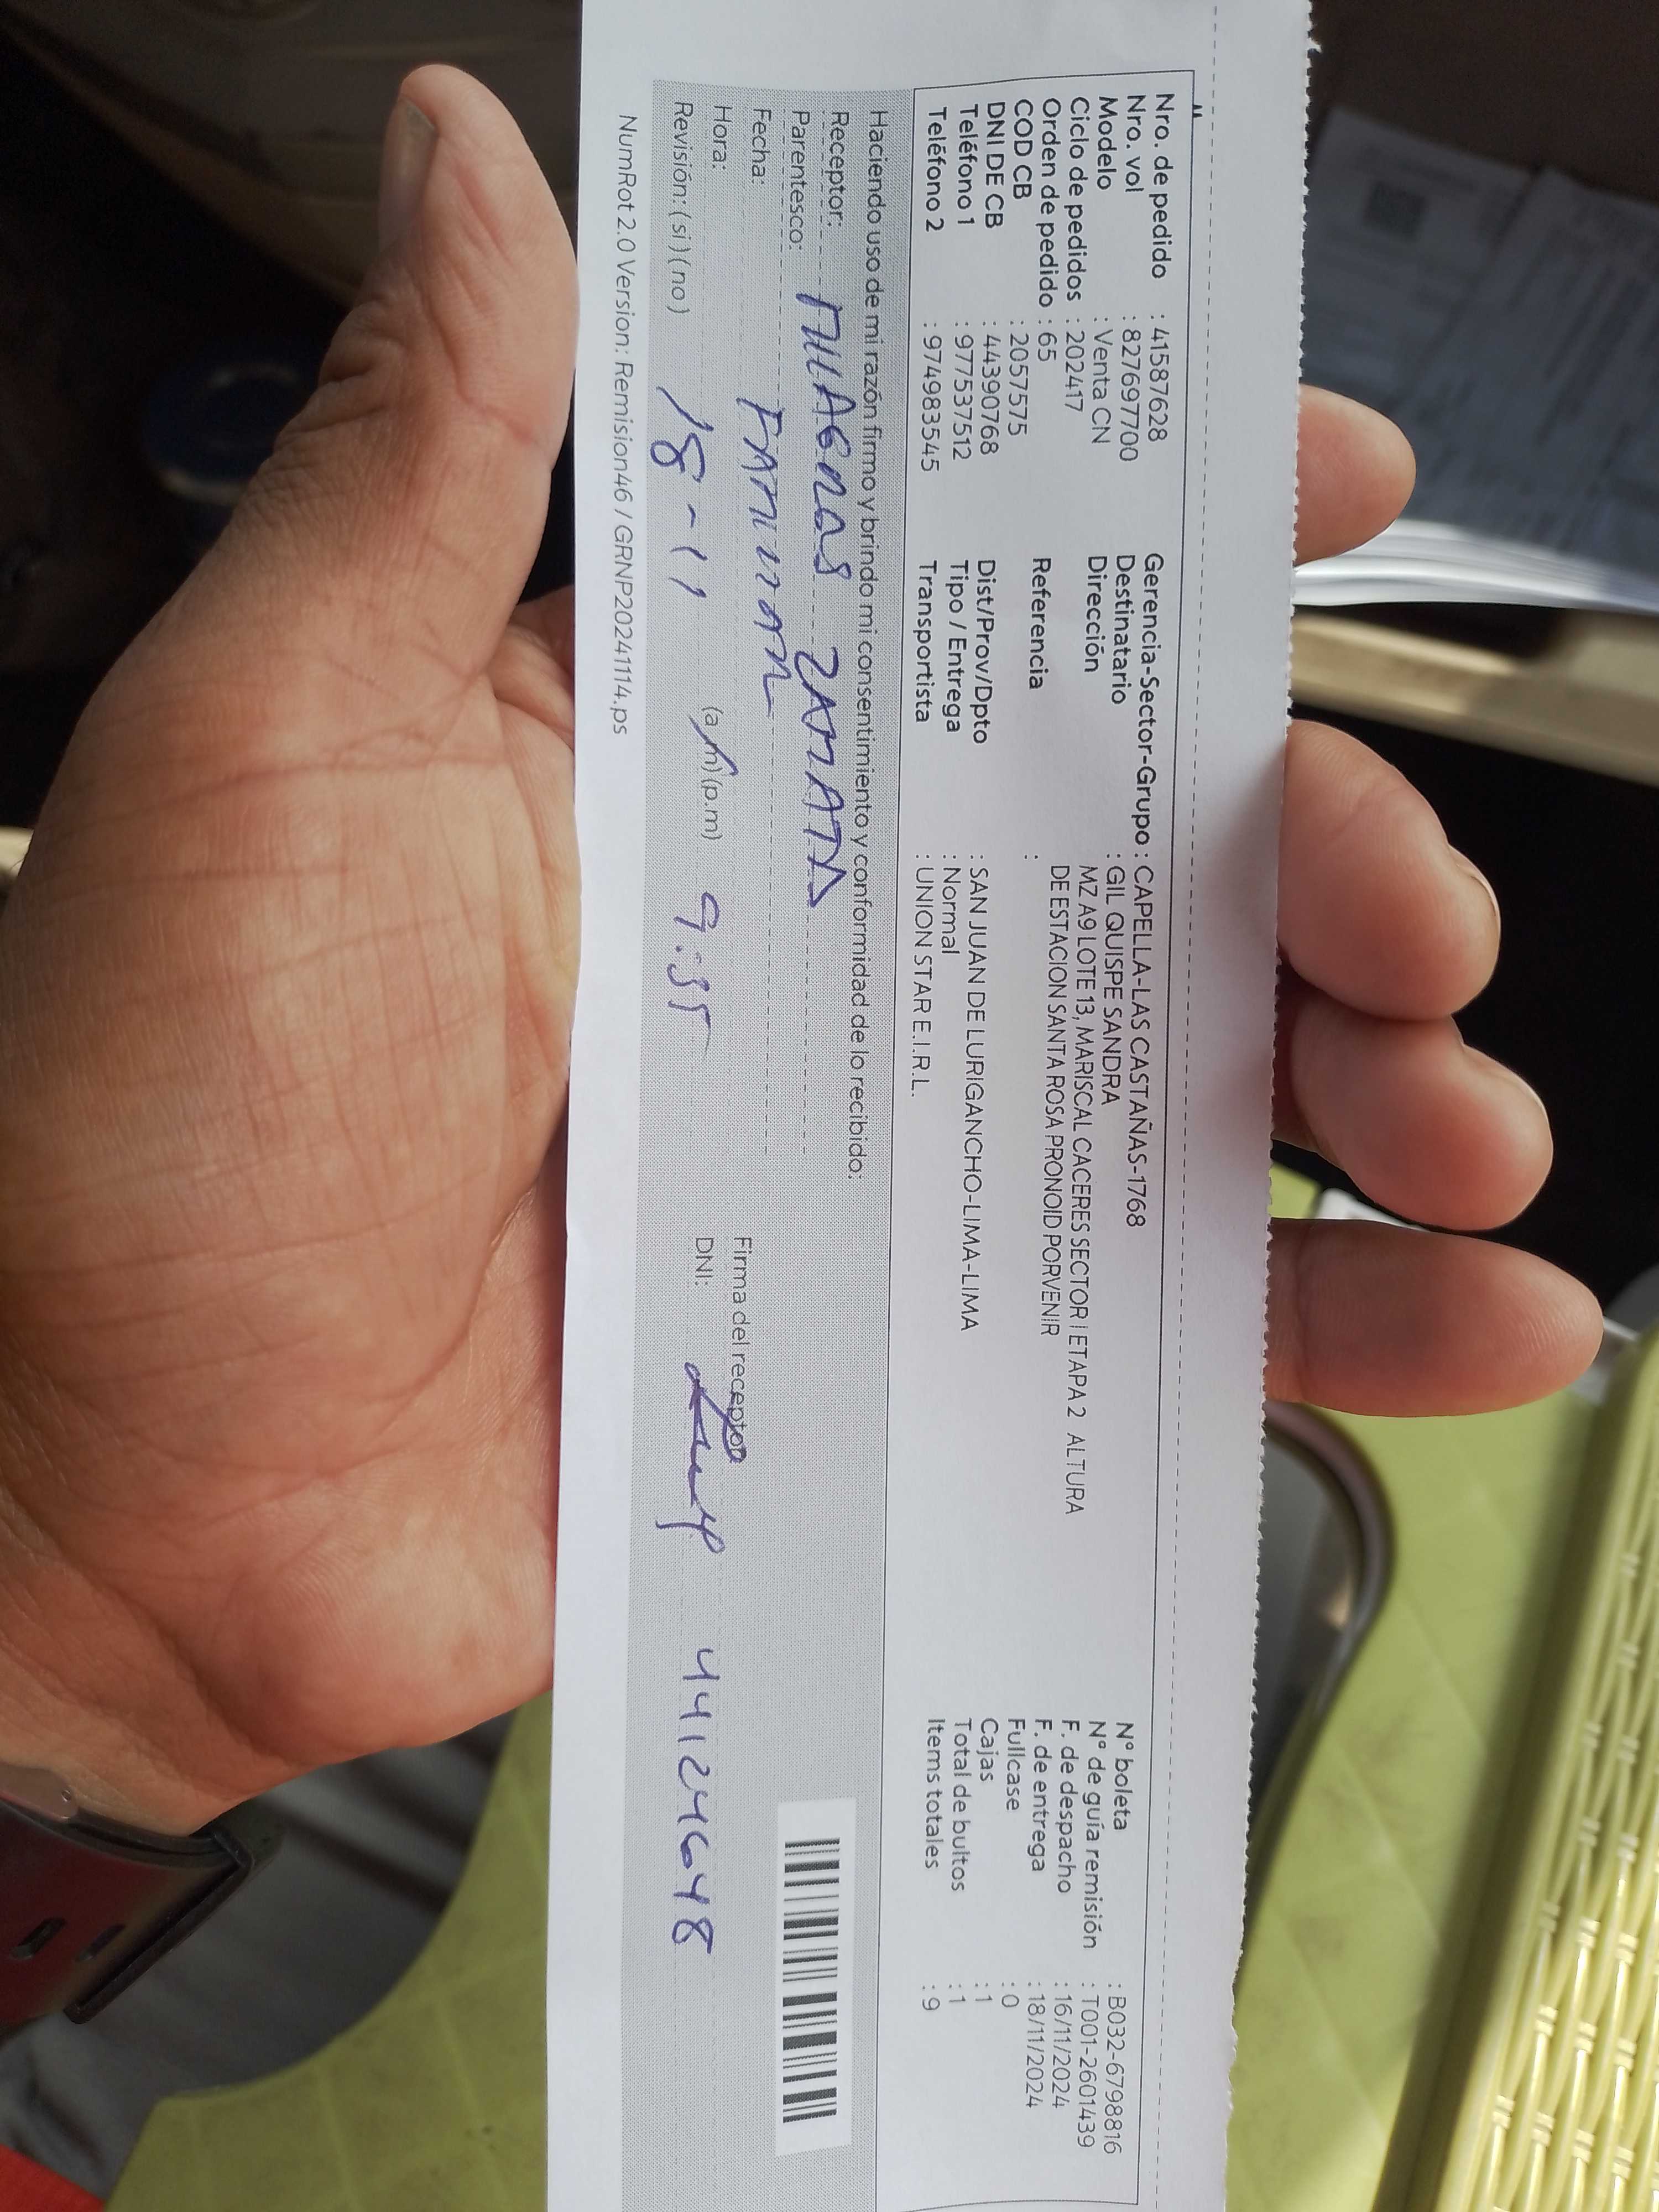 Nro. de pedido : 41587628
Nro. vol : 827697700
Modelo : Venta CN
Ciclo de pedidos : 202417
Orden de pedido : 65
COD CB : 2057575
DNI DE CB : 44390768
Teléfono 1 : 977537512
Teléfono 2 : 974983545
Gerencia-Sector-Grupo : CAPELLA-LAS CASTAÑAS-1768
Destinatario : GIL QUISPE SANDRA
Dirección MZ A9 LOTE 13, MARISCAL CACERES SECTOR I ETAPA 2 ALTURA
DE ESTACION SANTA ROSA PRONOID PORVENIR
Referencia :
Dist/Prov/Dpto : SAN JUAN DE LURIGANCHO-LIMA-LIMA
Tipo / Entrega : Normal
Transportista : UNION STAR E.I.R.L.
N° boleta : B032-6798816
N° de guía remisión : T001-2601439
F. de despacho : 16/11/2024
F. de entrega : 18/11/2024
Fullcase : 0
Cajas : 1
Total de bultos : 1
Items totales : 9
Haciendo uso de mi razón firmo y brindo mi consentimiento y conformidad de lo recibido:
Receptor: MILAGROS ZAPATA
Parentesco: FAMILIAR
Fecha: 18-11
Hora: (a.m) (p.m) 9:35
Revisión: (si) (no)
Firma del receptor
DNI: 44124648
NumRot 2.0 Version: Remision46 / GRNP20241114.ps